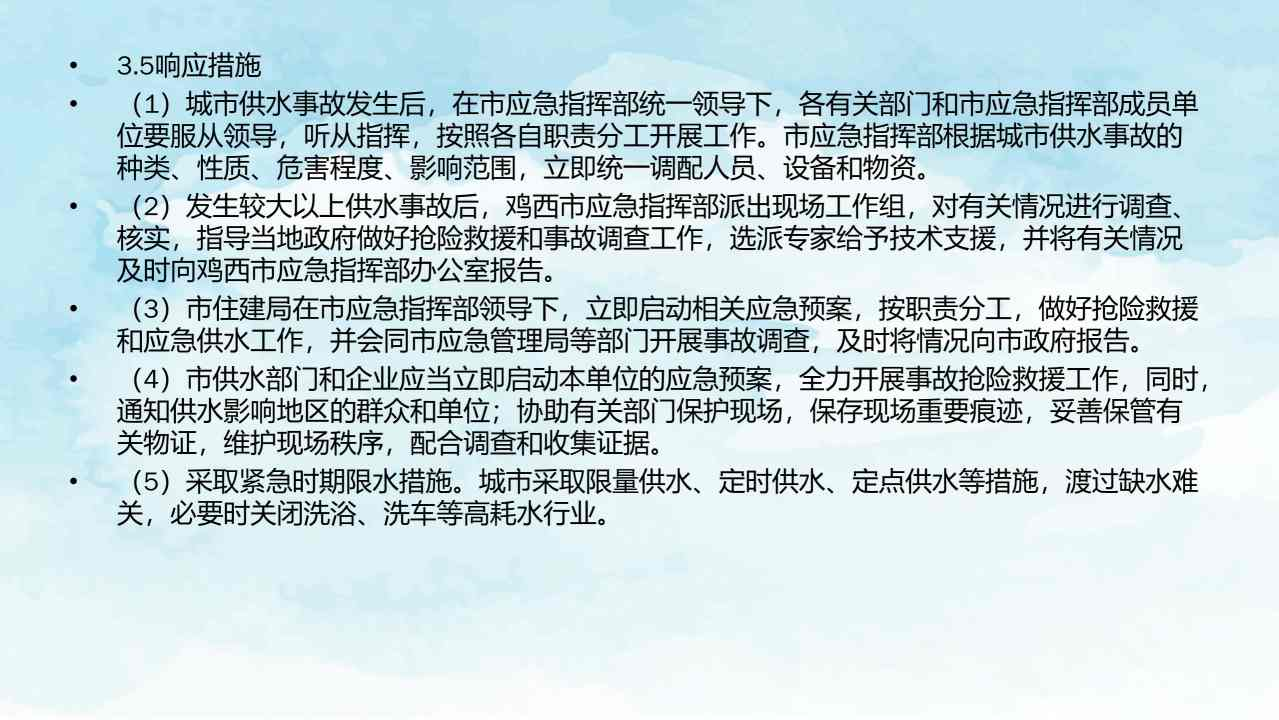 • 3.5响应措施
• （1）城市供水事故发生后，在市应急指挥部统一领导下，各有关部门和市应急指挥部成员单
位要服从领导，听从指挥，按照各自职责分工开展工作。市应急指挥部根据城市供水事故的
种类、性质、危害程度、影响范围，立即统一调配人员、设备和物资。
• （2）发生较大以上供水事故后，鸡西市应急指挥部派出现场工作组，对有关情况进行调查、
核实，指导当地政府做好抢险救援和事故调查工作，选派专家给予技术支援，并将有关情况
及时向鸡西市应急指挥部办公室报告。
• （3）市住建局在市应急指挥部领导下，立即启动相关应急预案，按职责分工，做好抢险救援
和应急供水工作，并会同市应急管理局等部门开展事故调查，及时将情况向市政府报告。
• （4）市供水部门和企业应当立即启动本单位的应急预案，全力开展事故抢险救援工作，同时，
通知供水影响地区的群众和单位；协助有关部门保护现场，保存现场重要痕迹，妥善保管有
关物证，维护现场秩序，配合调查和收集证据。
• （5）采取紧急时期限水措施。城市采取限量供水、定时供水、定点供水等措施，渡过缺水难
关，必要时关闭洗浴、洗车等高耗水行业。